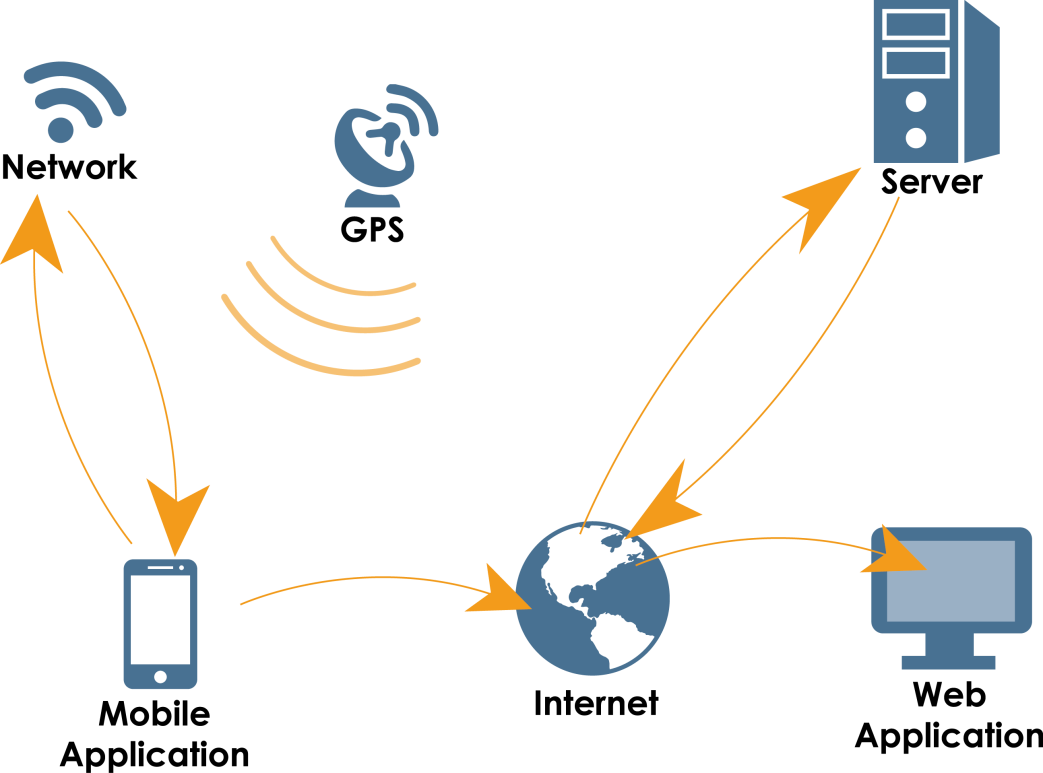 Network
GPS
Server
Mobile
Application
Internet
Web
Application